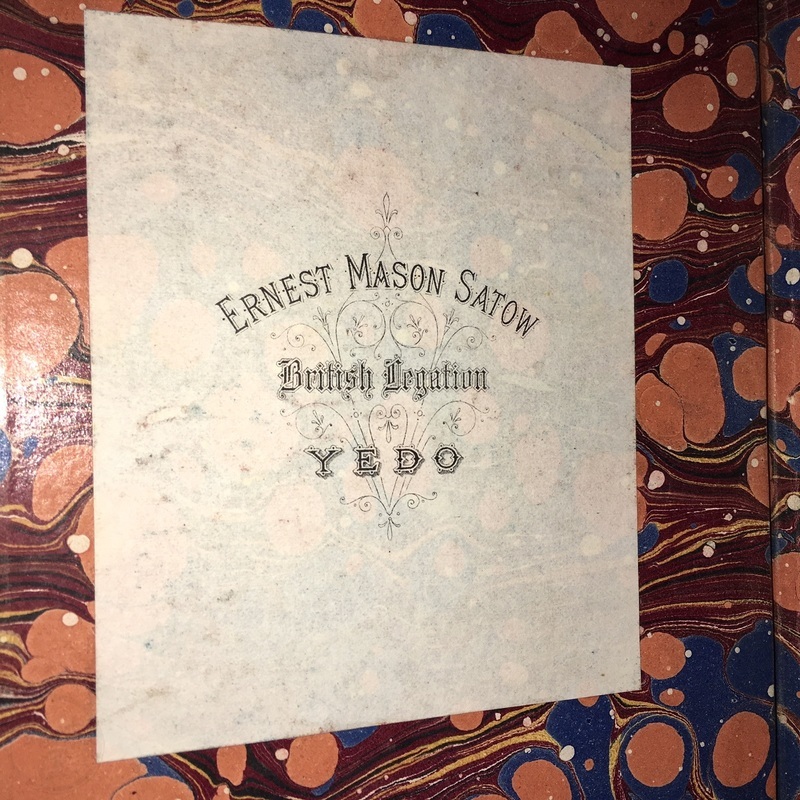 ERNEST MASON SATOW
British Legation
YEDO